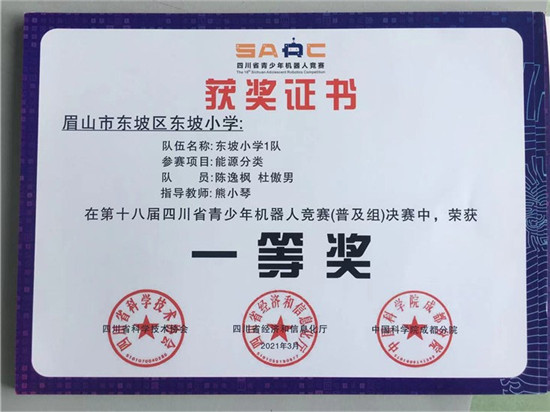 SARC
四川省青少年机器人竞赛
The 18th Sichuan Adolescent Robotics Competition
获奖证书
眉山市东坡区东坡小学:
队伍名称:东坡小学1队
参赛项目:能源分类
队 员:陈逸枫 杜傲男
指导教师:熊小琴
在第十八届四川省青少年机器人竞赛(普及组)决赛中，荣获
一等奖
四川省科学技术协会 四川省经济和信息化厅 中国科学院成都分院
2021年3月